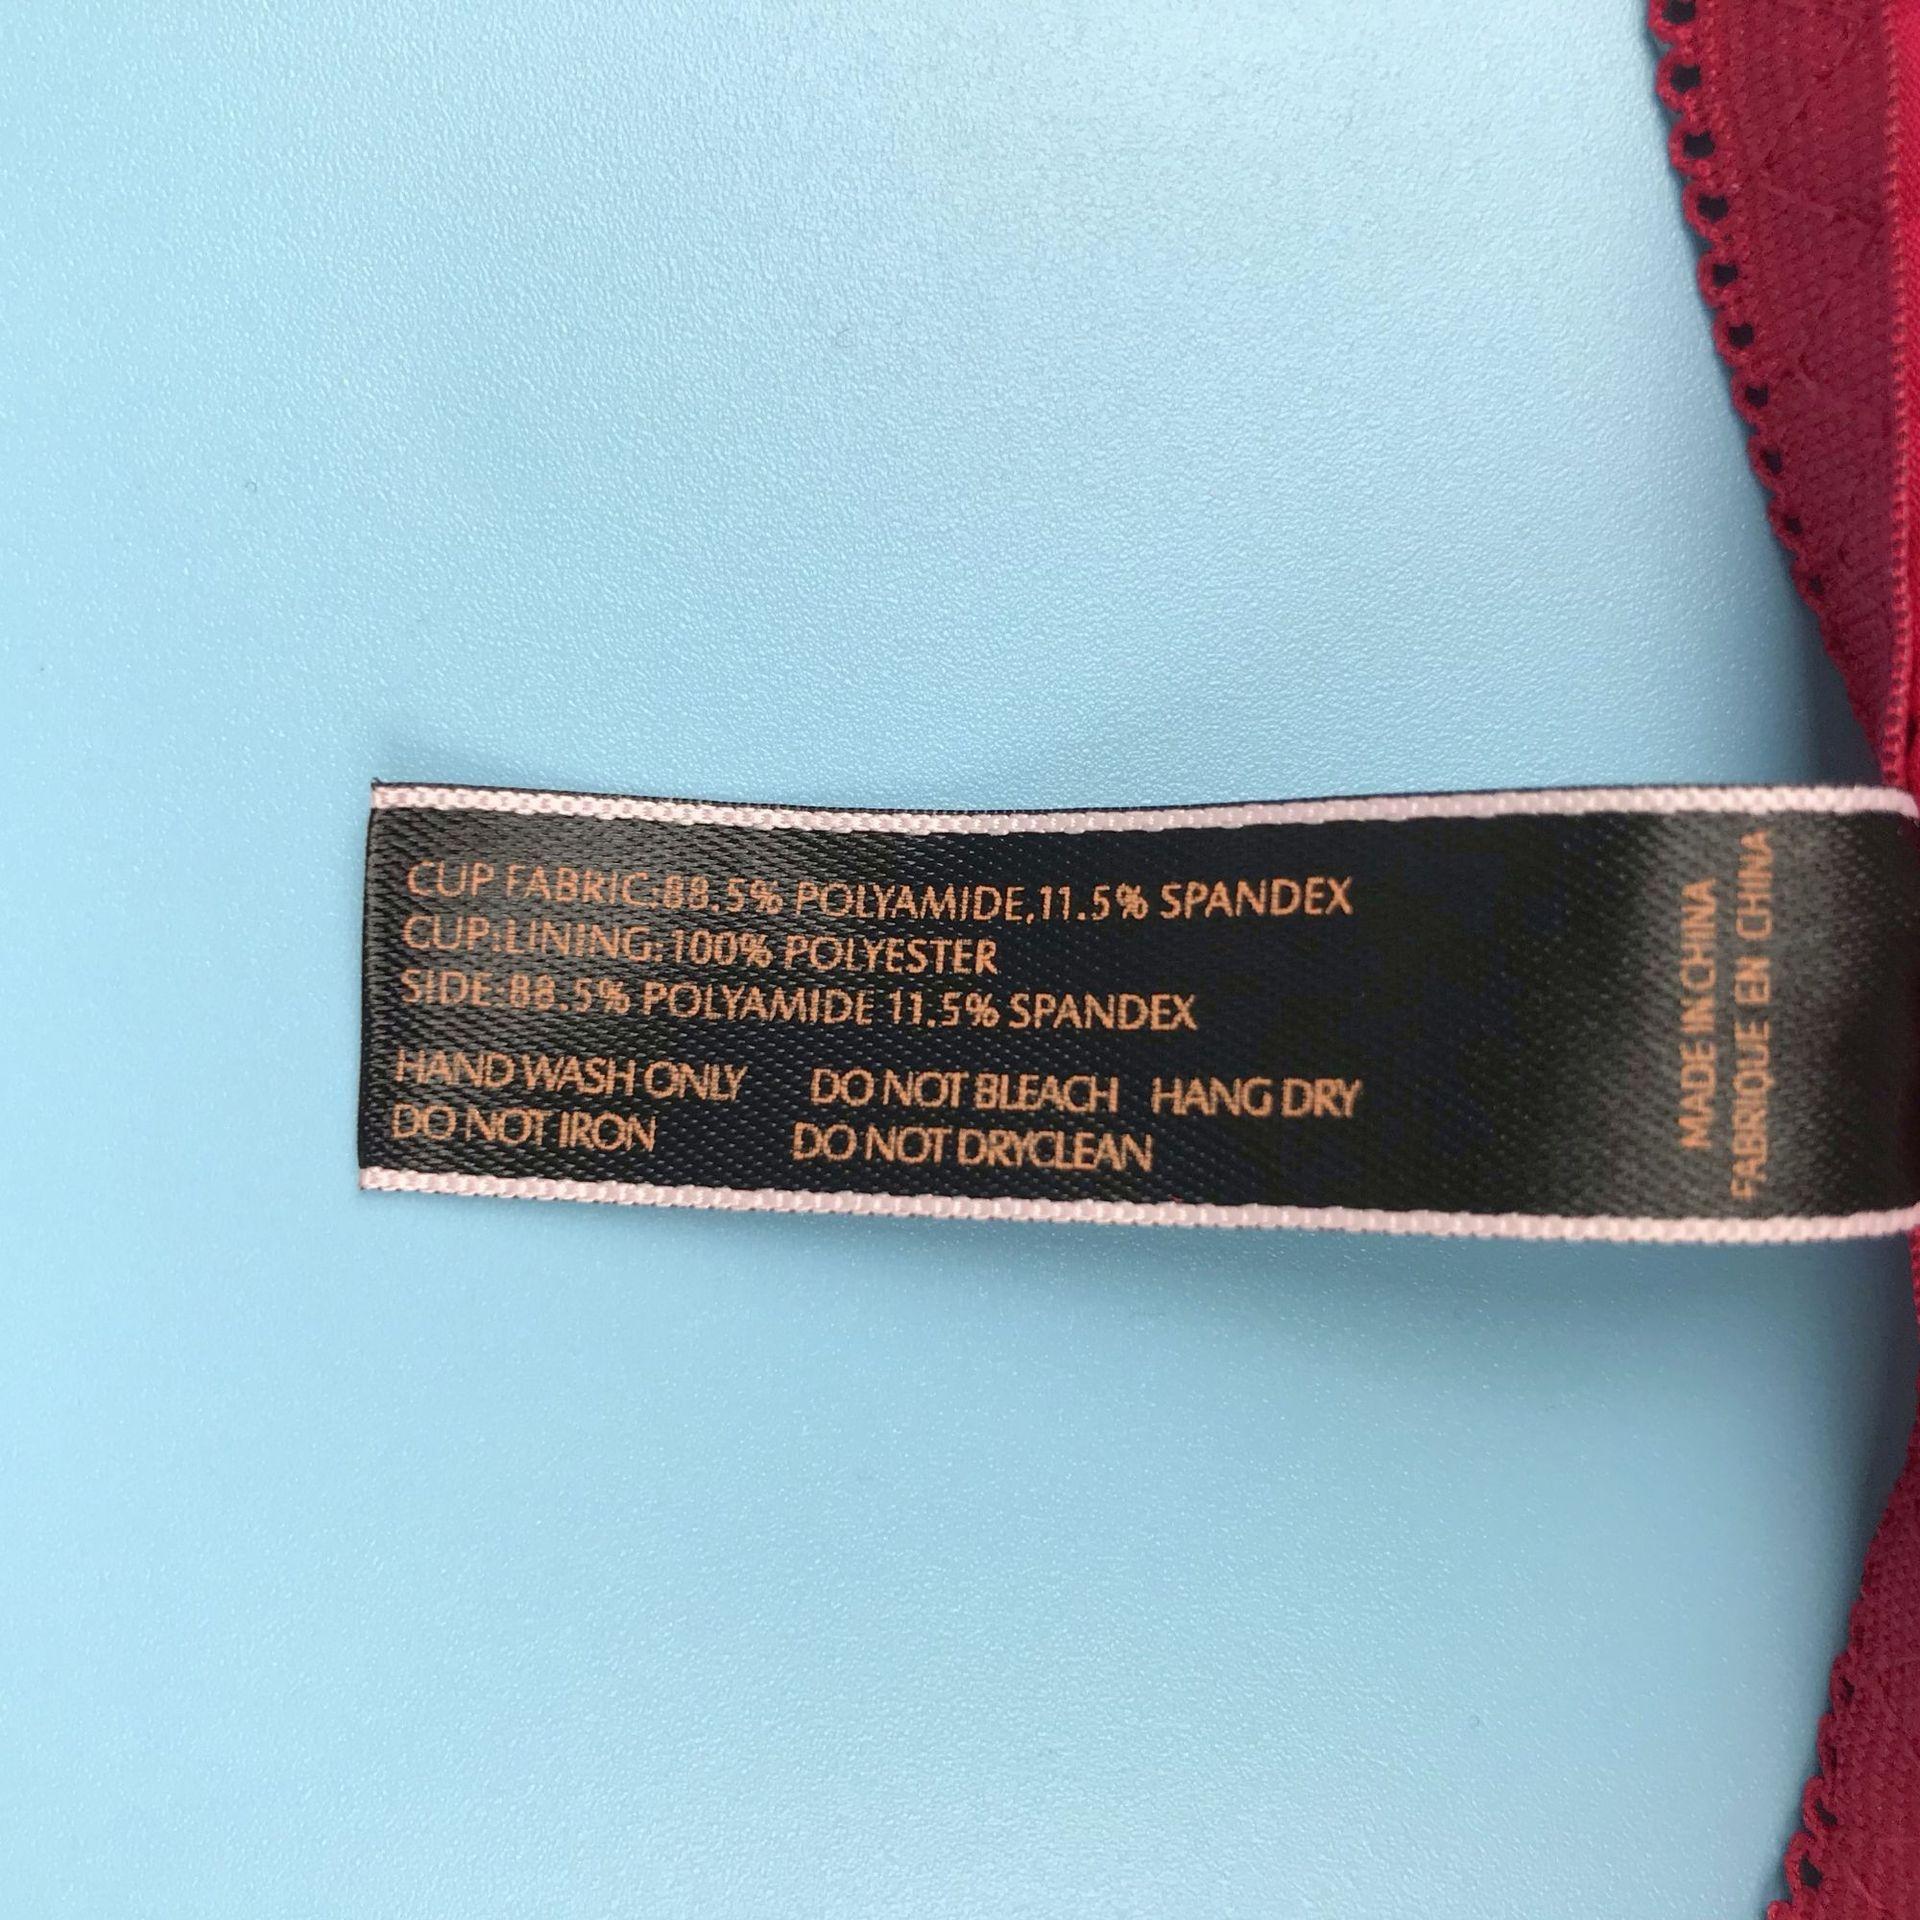 CUP FABRIC:88.5% POLYAMIDE,11.5% SPANDEX
CUP:LINING:100% POLYESTER
SIDE:88.5% POLYAMIDE 11.5% SPANDEX
HAND WASH ONLY DO NOT BLEACH HANG DRY
DO NOT IRON DO NOT DRYCLEAN
MADE IN CHINA
FABRIQUE EN CHINA